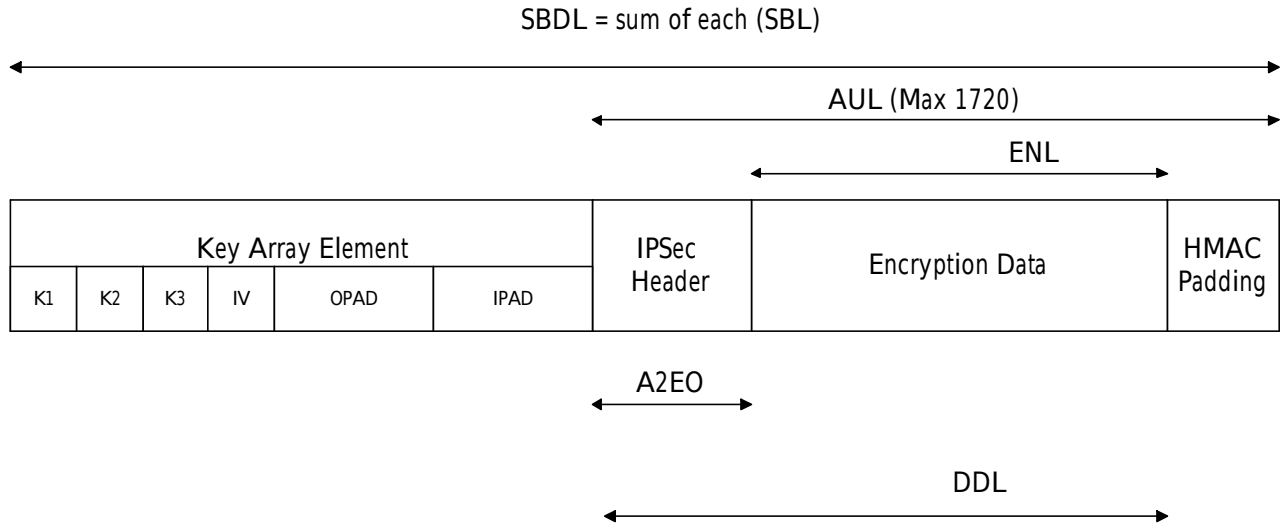 SBDL = sum of each (SBL)
AUL (Max 1720)
ENL
Key Array Element
IPSec
Header
Encryption Data
HMAC
Padding
K1
K2
K3
IV
OPAD
IPAD
A2EO
DDL